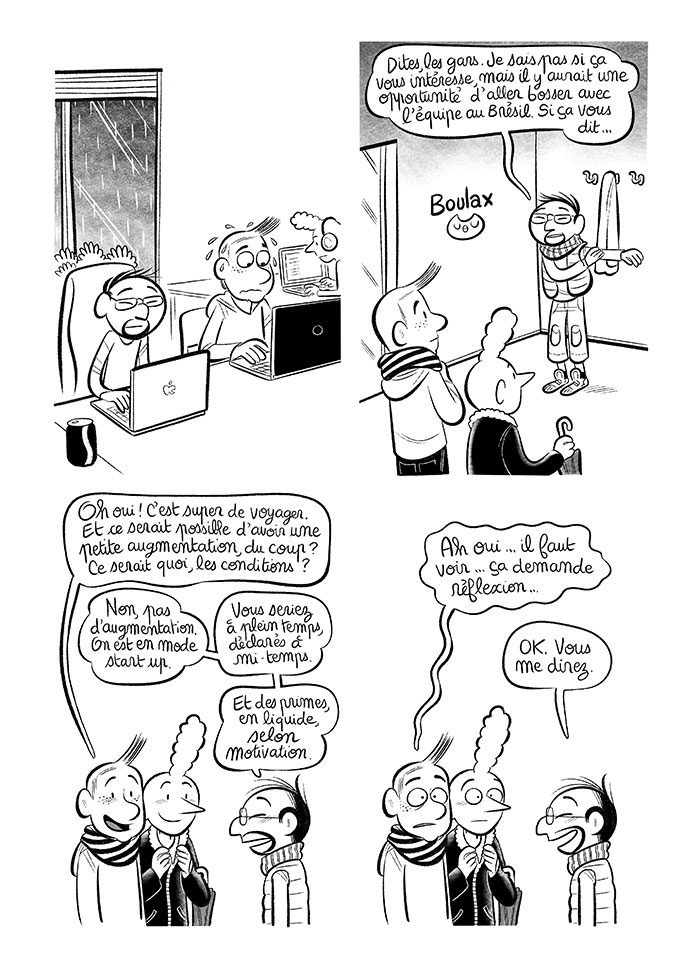 Dites, les gars. Je sais pas si ça
vous intéresse, mais il y aurait une
opportunité d'aller bosser avec
l'équipe au Brésil. Si ça vous
dit...
Boulax
Oh oui ! C'est super de voyager.
Et ce serait possible d'avoir une
petite augmentation, du coup ?
Ce serait quoi, les conditions ?
Non, pas
d'augmentation.
On est en mode
start up.
Vous seriez
à plein temps,
déclarés à
mi-temps.
Et des primes,
en liquide,
selon
motivation.
Ah oui... il faut
voir... ça demande
réflexion...
OK. Vous
me direz.